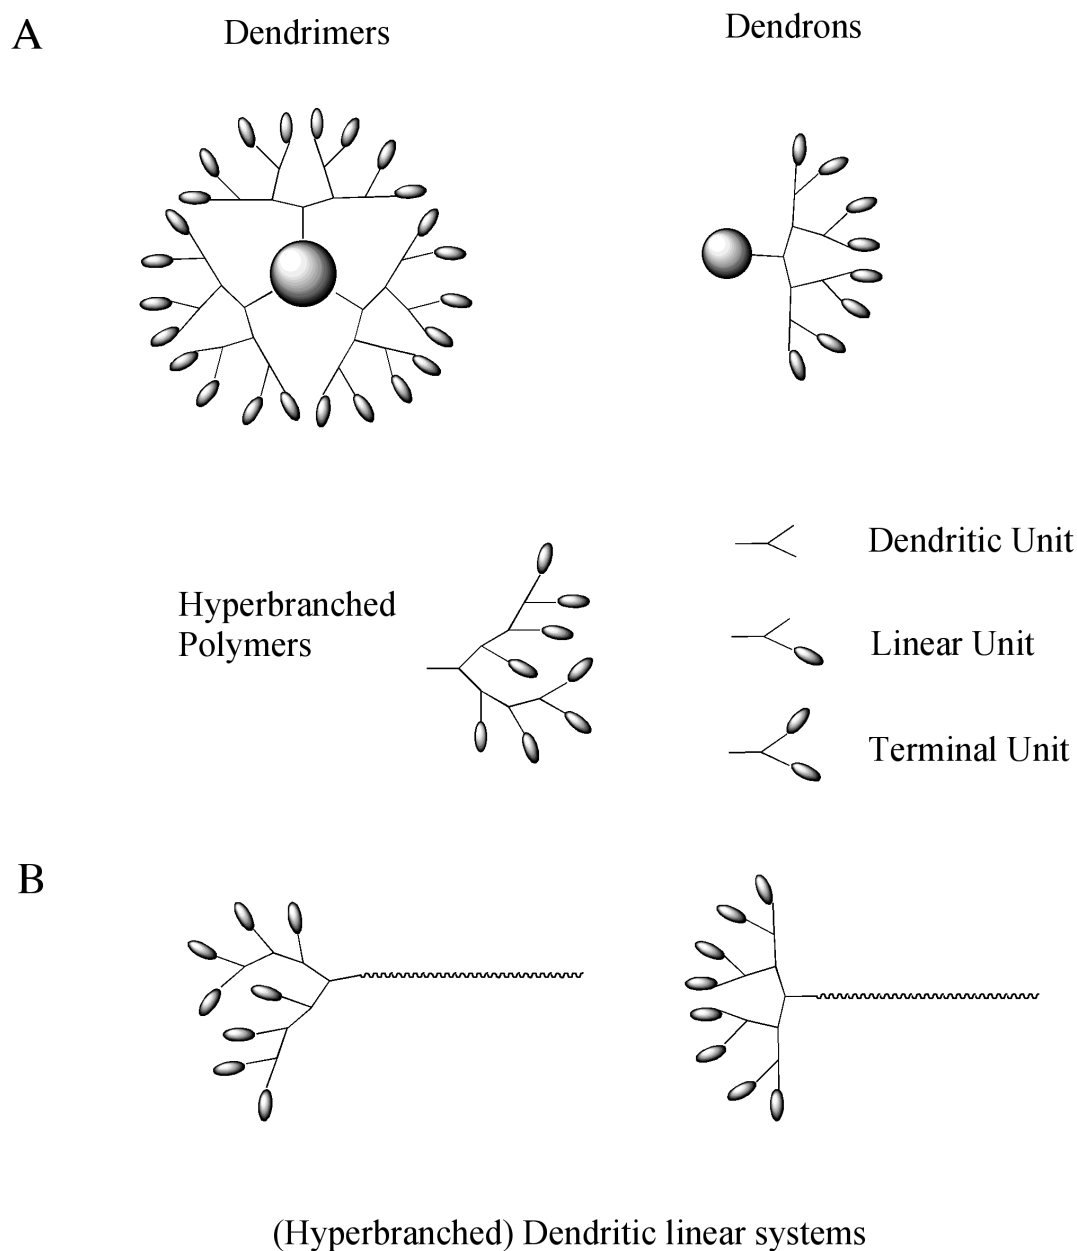 A
Dendrimers
Dendrons
Hyperbranched
Polymers
Dendritic Unit
Linear Unit
Terminal Unit
B
(Hyperbranched) Dendritic linear systems